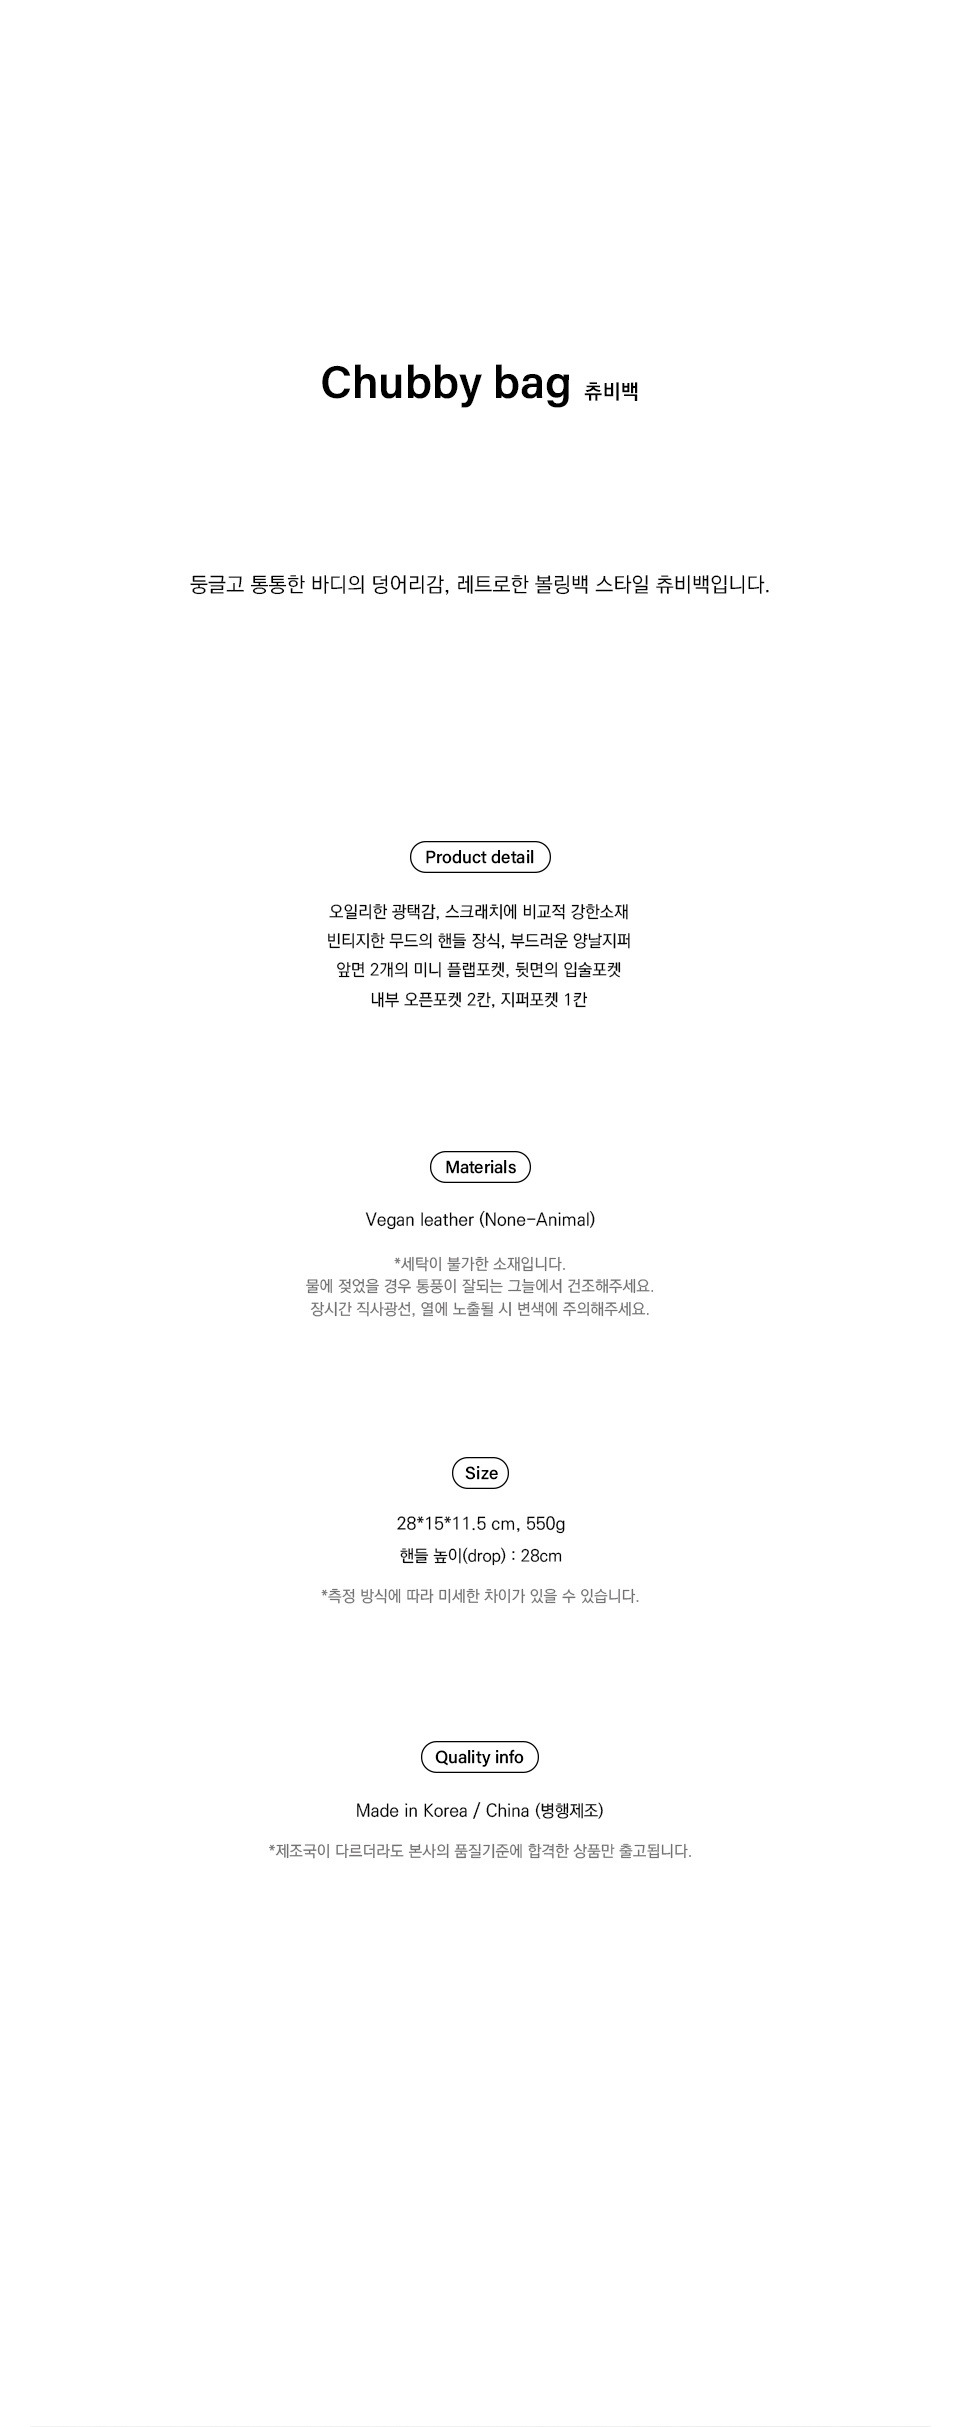 Chubby bag 츄비백
둥글고 통통한 바디의 덩어리감, 레트로한 볼링백 스타일 츄비백입니다.
Product detail
오일리한 광택감, 스크래치에 비교적 강한소재
빈티지한 무드의 핸들 장식, 부드러운 양날지퍼
앞면 2개의 미니 플랩포켓, 뒷면의 입술포켓
내부 오픈포켓 2칸, 지퍼포켓 1칸
Materials
Vegan leather (None-Animal)
*세탁이 불가한 소재입니다.
물에 젖었을 경우 통풍이 잘되는 그늘에서 건조해주세요.
장시간 직사광선, 열에 노출될 시 변색에 주의해주세요.
Size
28*15*11.5 cm, 550g
핸들 높이(drop) : 28cm
*측정 방식에 따라 미세한 차이가 있을 수 있습니다.
Quality info
Made in Korea / China (병행제조)
*제조국이 다르더라도 본사의 품질기준에 합격한 상품만 출고됩니다.